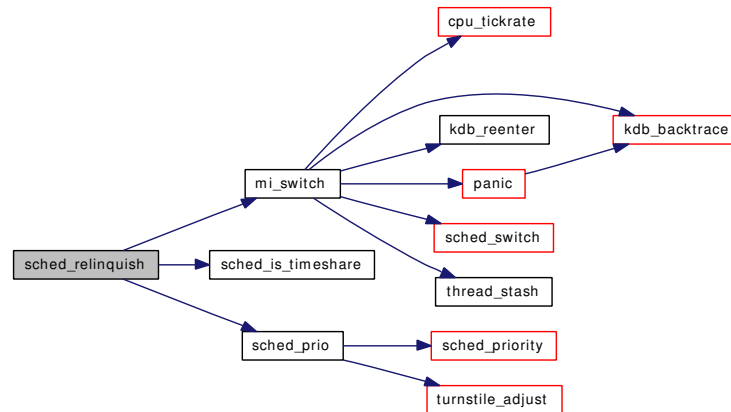 cpu_tickrate
kdb_reenter
kdb_backtrace
mi_switch
panic
sched_switch
sched_relinquish
sched_is_timeshare
thread_stash
sched_prio
sched_priority
turnstile_adjust